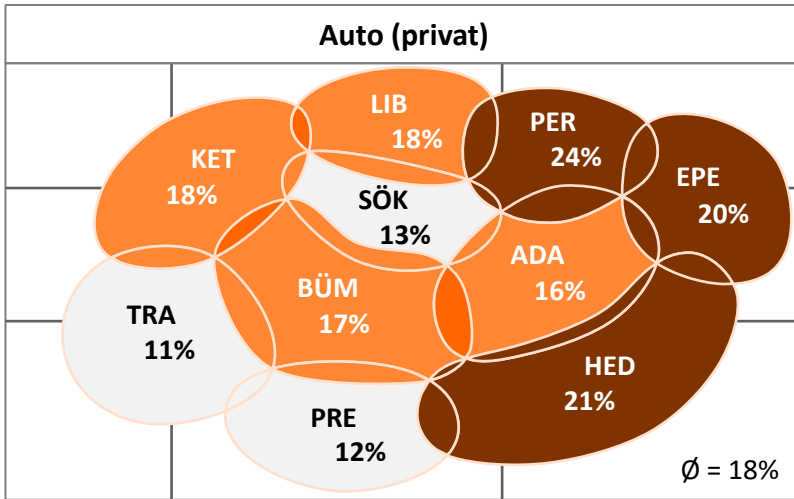 Auto (privat)
LIB
18%
PER
24%
KET
18%
EPE
20%
SÖK
13%
ADA
16%
BÜM
17%
TRA
11%
HED
21%
PRE
12%
Ø = 18%